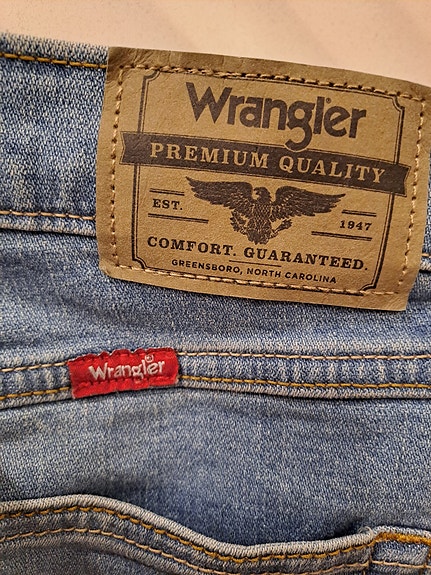 Wrangler
PREMIUM QUALITY
EST.
1947
COMFORT. GUARANTEED.
GREENSBORO, NORTH CAROLINA
Wrangler®